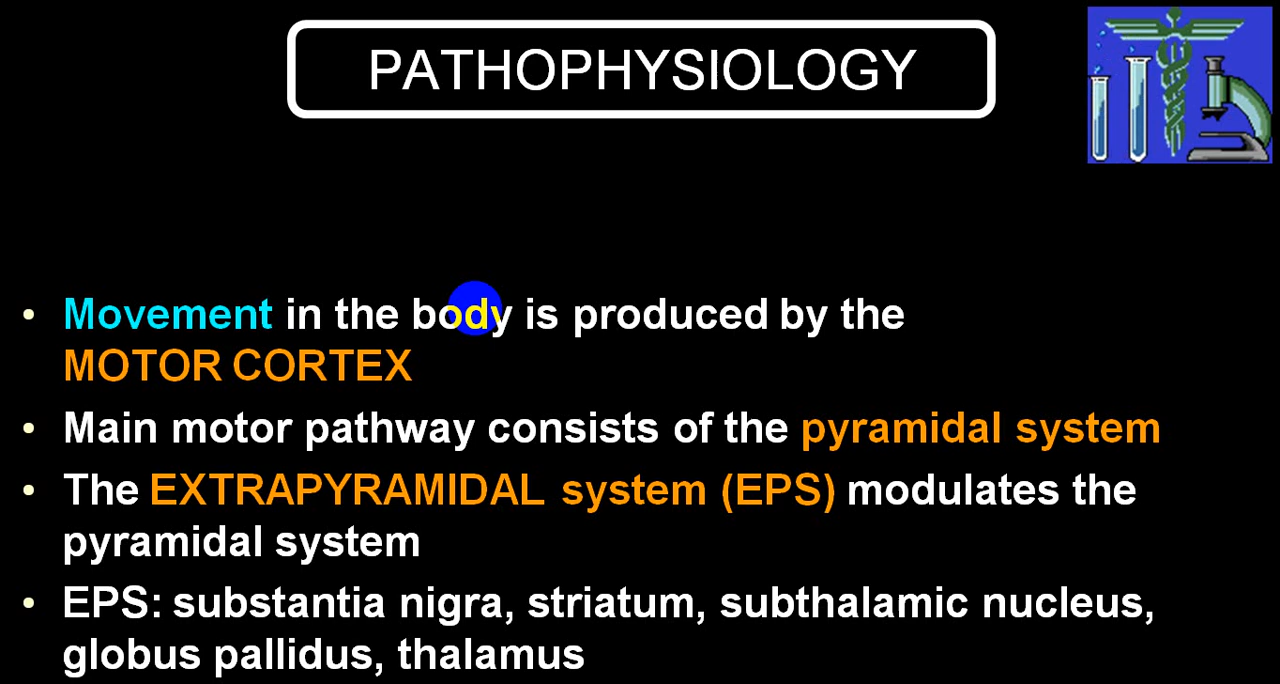 PATHOPHYSIOLOGY
• Movement in the body is produced by the
MOTOR CORTEX
• Main motor pathway consists of the pyramidal system
• The EXTRAPYRAMIDAL system (EPS) modulates the
pyramidal system
• EPS: substantia nigra, striatum, subthalamic nucleus,
globus pallidus, thalamus